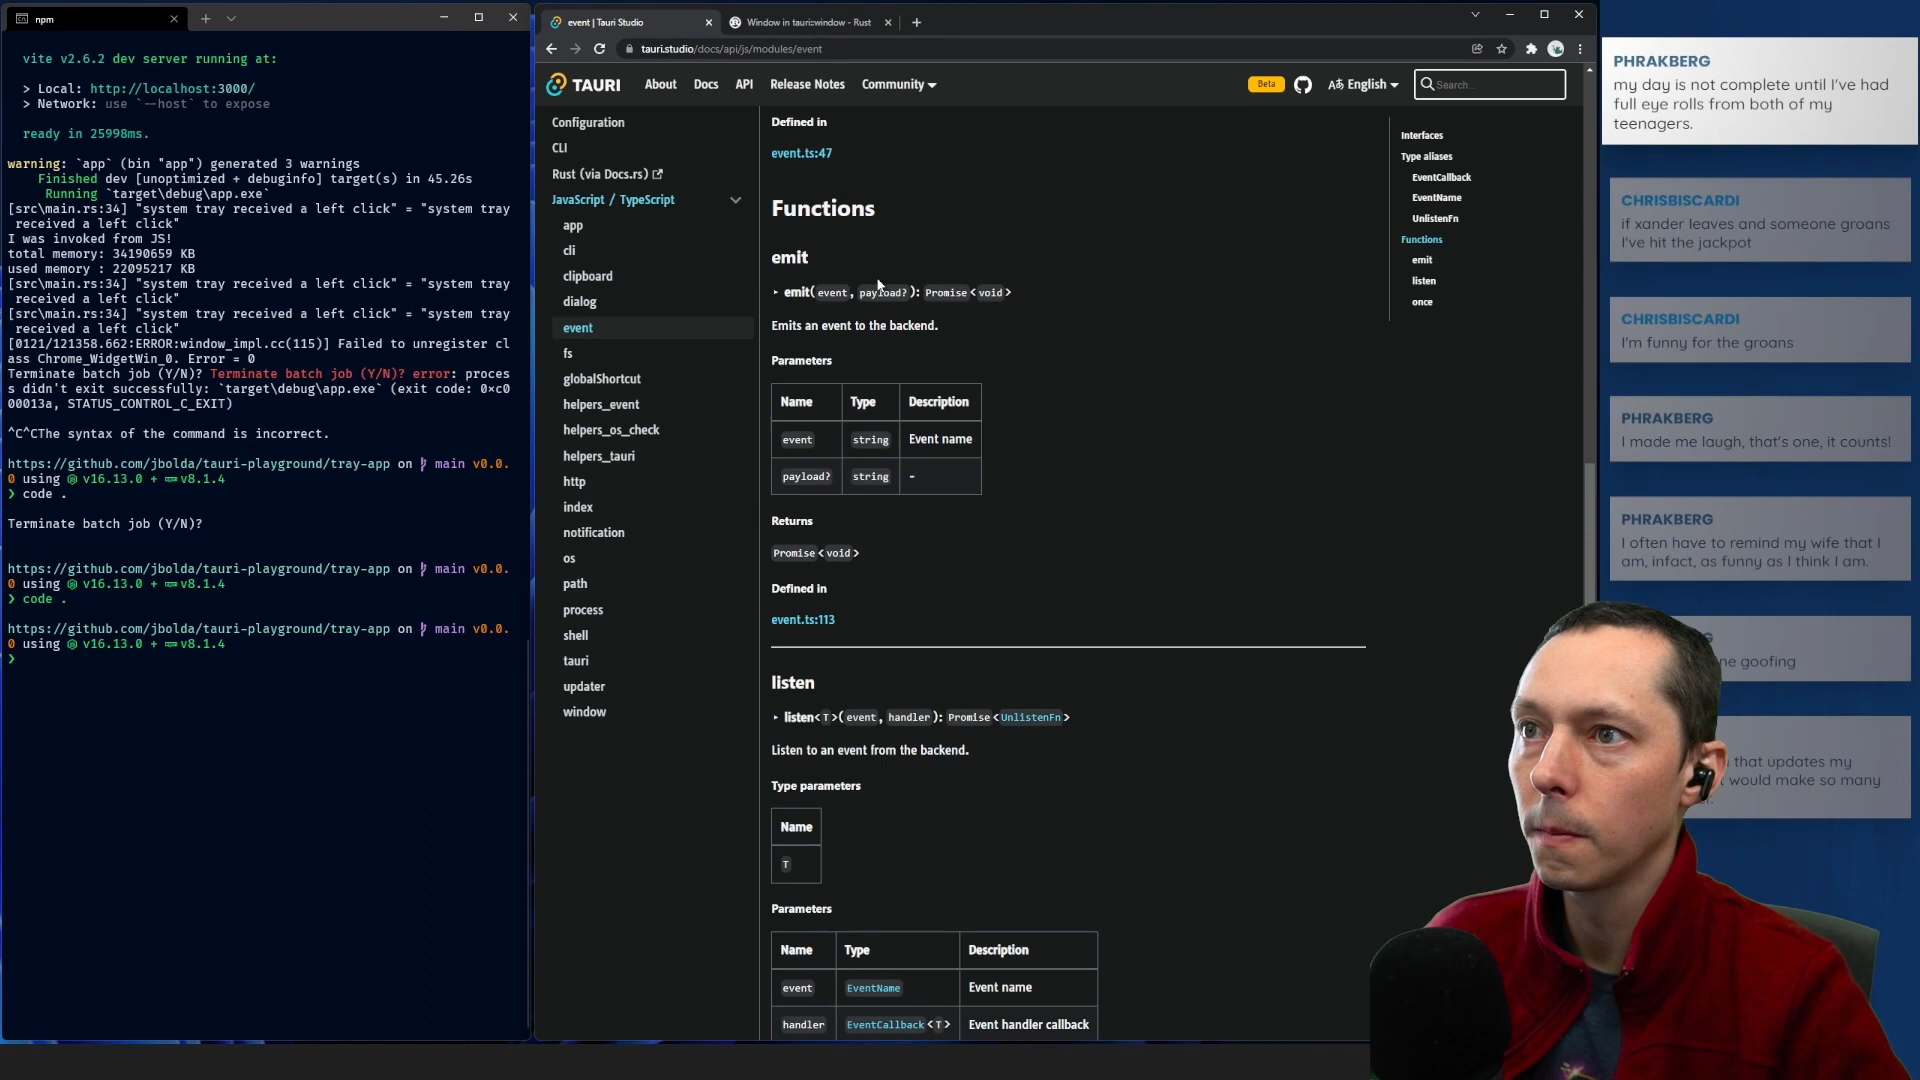 npm
vite v2.6.2 dev server running at:
> Local: http://localhost:3000/
> Network: use `--host` to expose
ready in 25998ms.
warning: `app` (bin "app") generated 3 warnings
Finished dev [unoptimized + debuginfo] target(s) in 45.26s
Running `target\debug\app.exe`
[src\main.rs:34] "system tray received a left click" = "system tray
received a left click"
I was invoked from JS!
total memory: 34190659 KB
used memory : 22095217 KB
[src\main.rs:34] "system tray received a left click" = "system tray
received a left click"
[src\main.rs:34] "system tray received a left click" = "system tray
received a left click"
[0121/121358.662:ERROR:window_impl.cc(115)] Failed to unregister cl
ass Chrome_WidgetWin_0. Error = 0
Terminate batch job (Y/N)? Terminate batch job (Y/N)? error: proces
s didn't exit successfully: `target\debug\app.exe` (exit code: 0xc0
00013a, STATUS_CONTROL_C_EXIT)
^C^CThe syntax of the command is incorrect.
https://github.com/jbolda/tauri-playground/tray-app on main v0.0.
0 using v16.13.0 + v8.1.4
❯ code .
Terminate batch job (Y/N)?
https://github.com/jbolda/tauri-playground/tray-app on main v0.0.
0 using v16.13.0 + v8.1.4
❯ code .
https://github.com/jbolda/tauri-playground/tray-app on main v0.0.
0 using v16.13.0 + v8.1.4
❯
event | Tauri Studio
Window in tauri::window - Rust
tauri.studio/docs/api/js/modules/event
TAURI About Docs API Release Notes Community Beta English Search...
Configuration
CLI
Rust (via Docs.rs)
JavaScript / TypeScript
app
cli
clipboard
dialog
event
fs
globalShortcut
helpers_event
helpers_os_check
helpers_tauri
http
index
notification
os
path
process
shell
tauri
updater
window
Defined in
event.ts:47
Functions
emit
▸ emit(event, payload?): Promise<void>
Emits an event to the backend.
Parameters
Name Type Description
event string Event name
payload? string -
Returns
Promise<void>
Defined in
event.ts:113
listen
▸ listen<T>(event, handler): Promise<UnlistenFn>
Listen to an event from the backend.
Type parameters
Name
T
Parameters
Name Type Description
event EventName Event name
handler EventCallback<T> Event handler callback
Interfaces
Type aliases
EventCallback
EventName
UnlistenFn
Functions
emit
listen
once
PHRAKBERG
my day is not complete until I've had
full eye rolls from both of my
teenagers.
CHRISBISCARDI
if xander leaves and someone groans
I've hit the jackpot
CHRISBISCARDI
I'm funny for the groans
PHRAKBERG
I made me laugh, that's one, it counts!
PHRAKBERG
I often have to remind my wife that I
am, infact, as funny as I think I am.
G
ne goofing
that updates my
would make so many